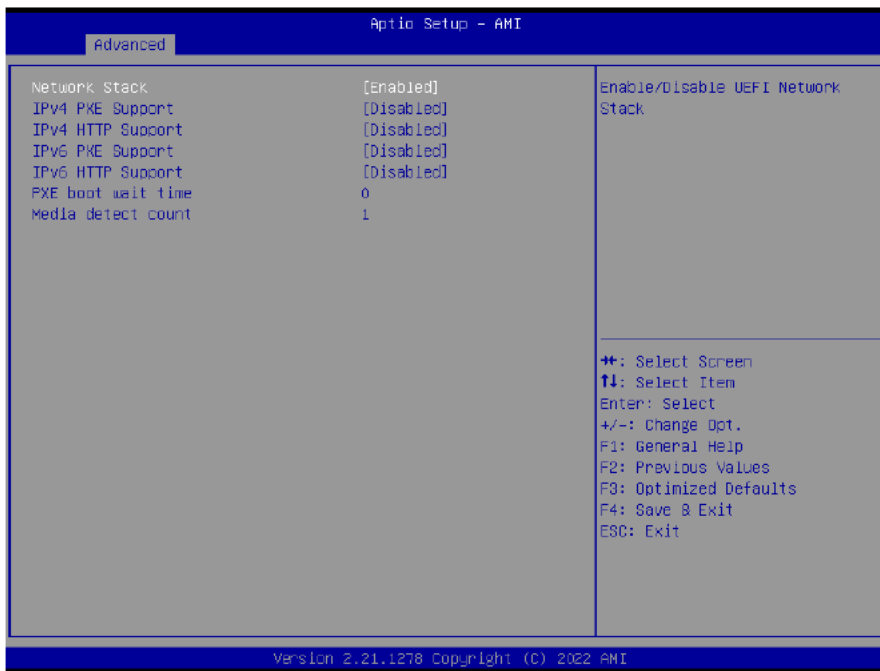 Aptio Setup - AMI
Advanced
Network Stack [Enabled]
IPv4 PXE Support [Disabled]
IPv4 HTTP Support [Disabled]
IPv6 PXE Support [Disabled]
IPv6 HTTP Support [Disabled]
PXE boot wait time 0
Media detect count 1
Enable/Disable UEFI Network
Stack
→←: Select Screen
↑↓: Select Item
Enter: Select
+/-: Change Opt.
F1: General Help
F2: Previous Values
F3: Optimized Defaults
F4: Save & Exit
ESC: Exit
Version 2.21.1278 Copyright (C) 2022 AMI